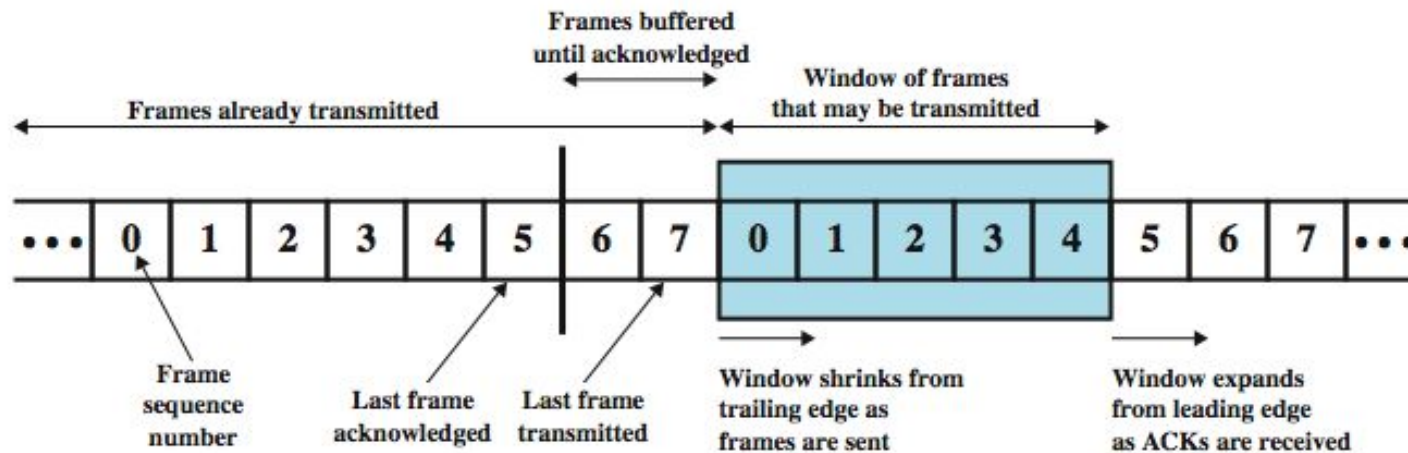 Frames buffered
until acknowledged
Window of frames
that may be transmitted
Frames already transmitted
••• 0 1 2 3 4 5 6 7 0 1 2 3 4 5 6 7 •••
Frame
sequence
number
Last frame
acknowledged
Last frame
transmitted
Window shrinks from
trailing edge as
frames are sent
Window expands
from leading edge
as ACKs are received